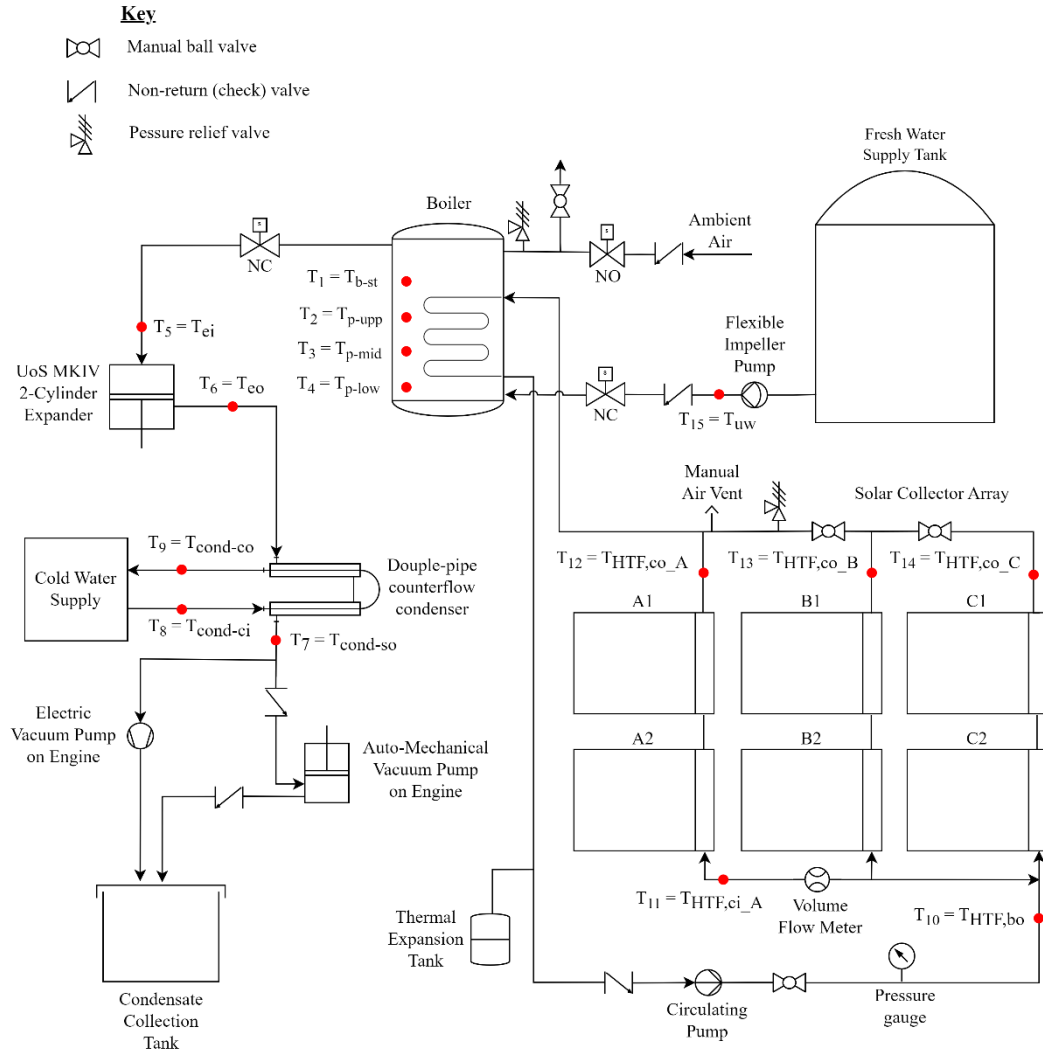 Key
Manual ball valve
Non-return (check) valve
Pessure relief valve
Fresh Water
Supply Tank
Boiler
Ambient
Air
s
NC
s
NO
T1 = Tb-st
T2 = Tp-upp
T3 = Tp-mid
T4 = Tp-low
T5 = Tei
Flexible
Impeller
Pump
UoS MKIV
2-Cylinder
Expander
T6 = Teo
s
NC
T15 = Tuw
Manual
Air Vent
Solar Collector Array
T9 = Tcond-co
Cold Water
Supply
Douple-pipe
counterflow
condenser
T12 = THTF,co_A
T13 = THTF,co_B
T14 = THTF,co_C
T8 = Tcond-ci
T7 = Tcond-so
A1
B1
C1
Electric
Vacuum Pump
on Engine
Auto-Mechanical
Vacuum Pump
on Engine
A2
B2
C2
T11 = THTF,ci_A
Volume
Flow Meter
T10 = THTF,bo
Thermal
Expansion
Tank
Condensate
Collection
Tank
Circulating
Pump
Pressure
gauge